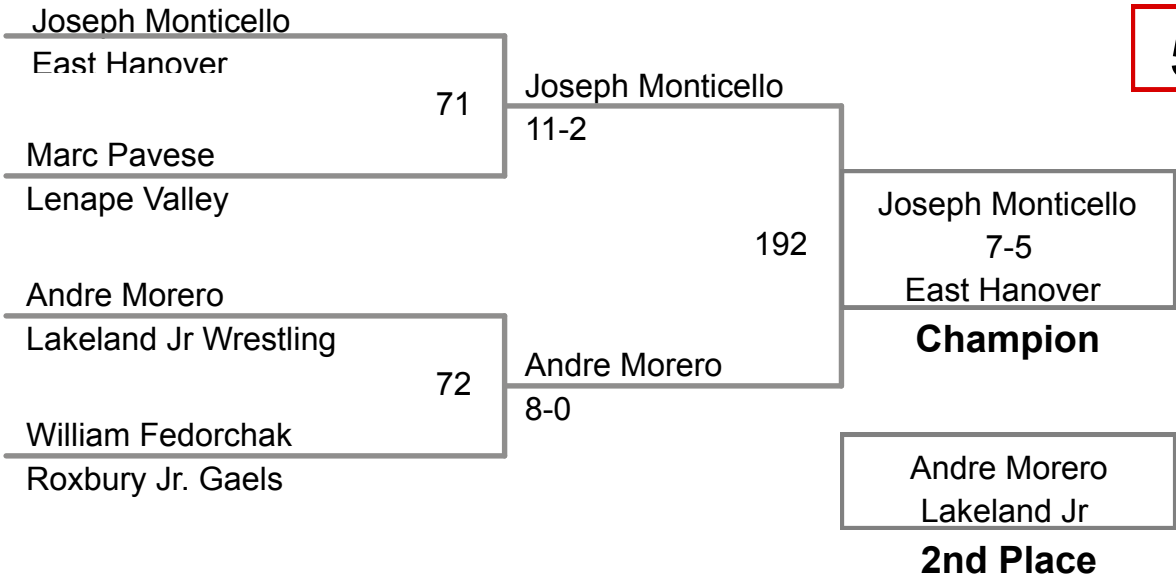 Joseph Monticello
East Hanover
71
Marc Pavese
Lenape Valley
Joseph Monticello
11-2
Andre Morero
Lakeland Jr Wrestling
72
William Fedorchak
Roxbury Jr. Gaels
Andre Morero
8-0
192
Joseph Monticello
7-5
East Hanover
Champion
Andre Morero
Lakeland Jr
2nd Place